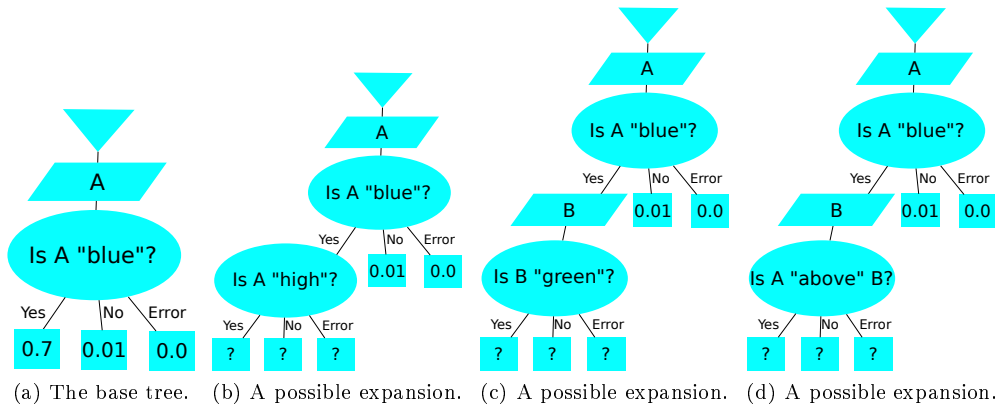 A
Is A "blue"?
Yes No Error
0.7 0.01 0.0
(a) The base tree.
A
Is A "blue"?
Yes No Error
Is A "high"? 0.01 0.0
Yes No Error
? ? ?
(b) A possible expansion.
A
Is A "blue"?
Yes No Error
B 0.01 0.0
Is B "green"?
Yes No Error
? ? ?
(c) A possible expansion.
A
Is A "blue"?
Yes No Error
B 0.01 0.0
Is A "above" B?
Yes No Error
? ? ?
(d) A possible expansion.